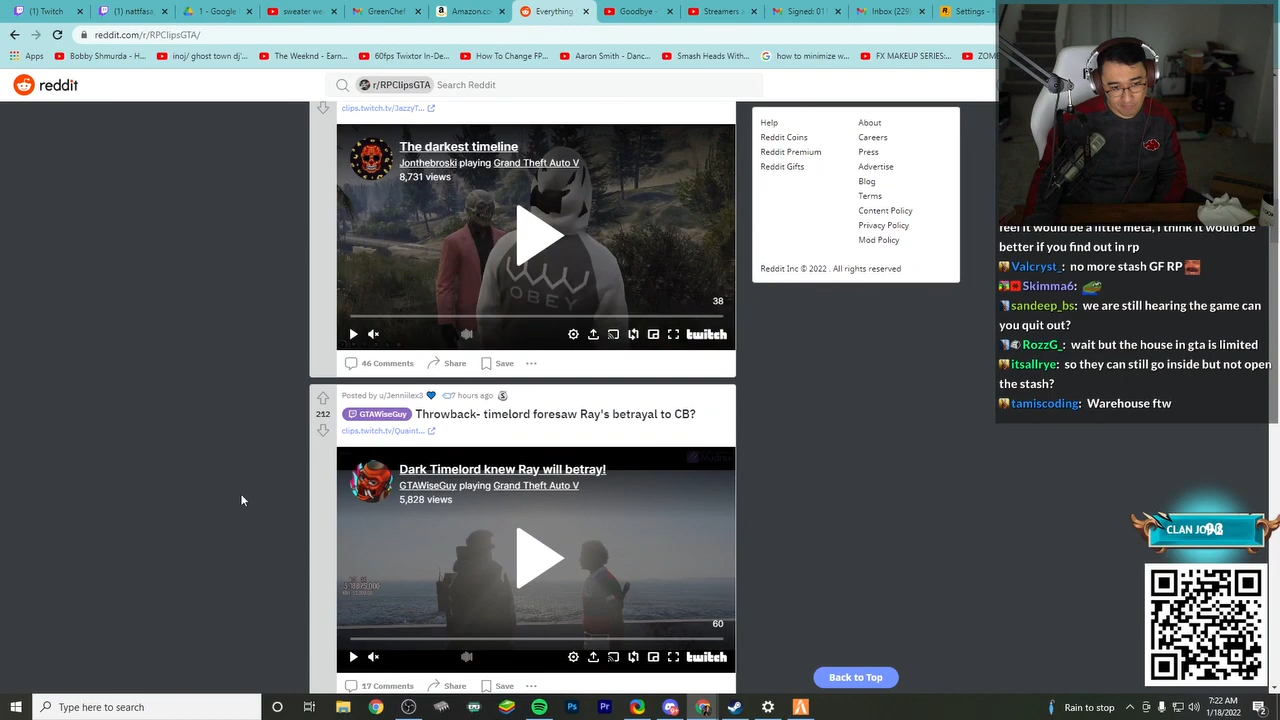 (1) Twitch
(1) nattfsa
1 - Google
sweater we
GreenChef
Amazon.co
Everything
Goodbye -
Streamers
Signed: 01
Inbox (229
Settings -
reddit.com/r/RPClipsGTA/
Apps
Bobby Shmurda - H...
inoj/ ghost town dj'...
The Weeknd - Earn...
60fps Twixtor In-De...
How To Change FP...
Aaron Smith - Danc...
Smash Heads With...
how to minimize w...
FX MAKEUP SERIES:...
ZOM
reddit
r/RPClipsGTA
Search Reddit
clips.twitch.tv/JazzyT...
The darkest timeline
Jonthebroski playing Grand Theft Auto V
8,731 views
OBE
38
twitch
46 Comments
Share
Save
Posted by u/Jenniilex3
7 hours ago
212
GTAWiseGuy
Throwback- timelord foresaw Ray's betrayal to CB?
clips.twitch.tv/Quaint...
Dark Timelord knew Ray will betray!
GTAWiseGuy playing Grand Theft Auto V
5,828 views
60
twitch
17 Comments
Share
Save
Help
About
Reddit Coins
Careers
Reddit Premium
Press
Reddit Gifts
Advertise
Blog
Terms
Content Policy
Privacy Policy
Mod Policy
Reddit Inc © 2022 . All rights reserved
Back to Top
feel it would be a little meta, I think it would be
better if you find out in rp
Valcryst_: no more stash GF RP
Skimma6:
sandeep_bs: we are still hearing the game can
you quit out?
RozzG_: wait but the house in gta is limited
itsallrye: so they can still go inside but not open
the stash?
tamiscoding: Warehouse ftw
CLAN
Type here to search
Rain to stop
7:22 AM
1/18/2022
2